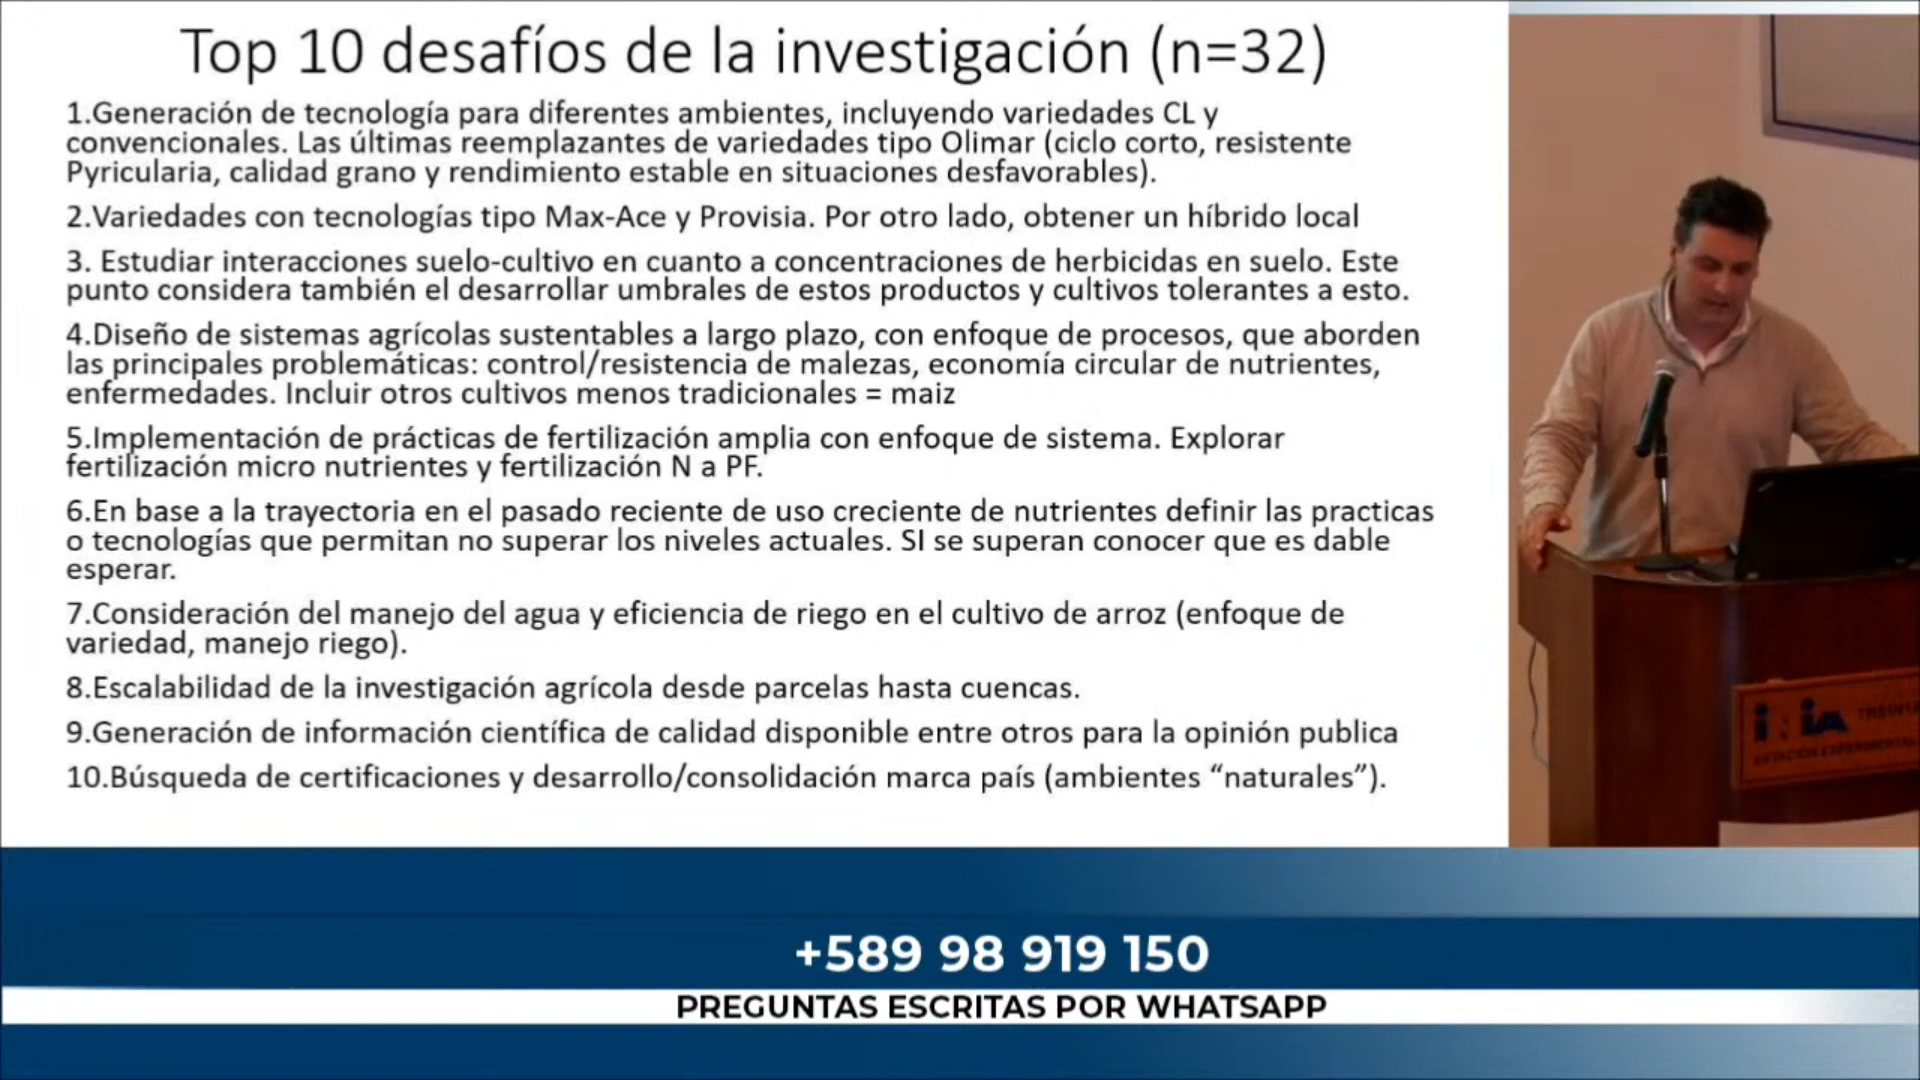 Top 10 desafíos de la investigación (n=32)
1.Generación de tecnología para diferentes ambientes, incluyendo variedades CL y
convencionales. Las últimas reemplazantes de variedades tipo Olimar (ciclo corto, resistente
Pyricularia, calidad grano y rendimiento estable en situaciones desfavorables).
2.Variedades con tecnologías tipo Max-Ace y Provisia. Por otro lado, obtener un híbrido local
3. Estudiar interacciones suelo-cultivo en cuanto a concentraciones de herbicidas en suelo. Este
punto considera también el desarrollar umbrales de estos productos y cultivos tolerantes a esto.
4.Diseño de sistemas agrícolas sustentables a largo plazo, con enfoque de procesos, que aborden
las principales problemáticas: control/resistencia de malezas, economía circular de nutrientes,
enfermedades. Incluir otros cultivos menos tradicionales = maiz
5.Implementación de prácticas de fertilización amplia con enfoque de sistema. Explorar
fertilización micro nutrientes y fertilización N a PF.
6.En base a la trayectoria en el pasado reciente de uso creciente de nutrientes definir las practicas
o tecnologías que permitan no superar los niveles actuales. SI se superan conocer que es dable
esperar.
7.Consideración del manejo del agua y eficiencia de riego en el cultivo de arroz (enfoque de
variedad, manejo riego).
8.Escalabilidad de la investigación agrícola desde parcelas hasta cuencas.
9.Generación de información científica de calidad disponible entre otros para la opinión publica
10.Búsqueda de certificaciones y desarrollo/consolidación marca país (ambientes “naturales”).
inia
ESTACIÓN EXPERIMENTAL
+589 98 919 150
PREGUNTAS ESCRITAS POR WHATSAPP